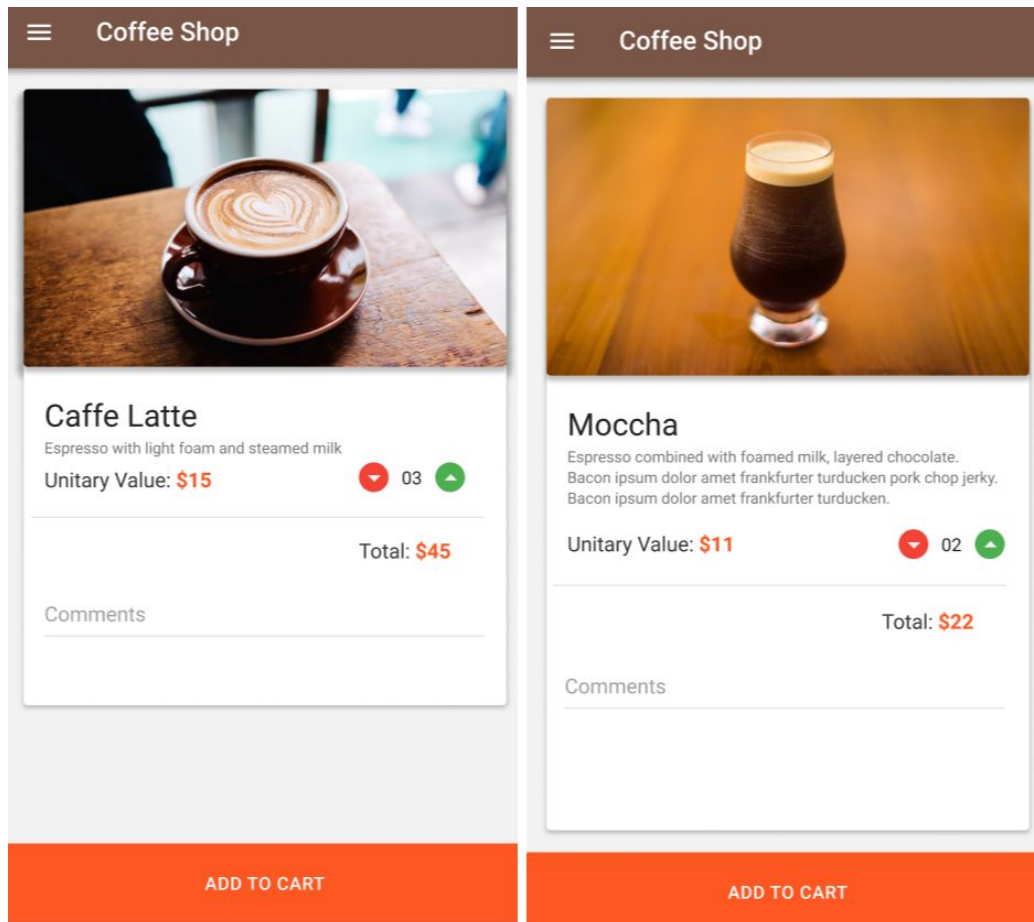 Coffee Shop
Caffe Latte
Espresso with light foam and steamed milk
Unitary Value: $15
03
Total: $45
Comments
ADD TO CART
Coffee Shop
Moccha
Espresso combined with foamed milk, layered chocolate.
Bacon ipsum dolor amet frankfurter turducken pork chop jerky.
Bacon ipsum dolor amet frankfurter turducken.
Unitary Value: $11
02
Total: $22
Comments
ADD TO CART